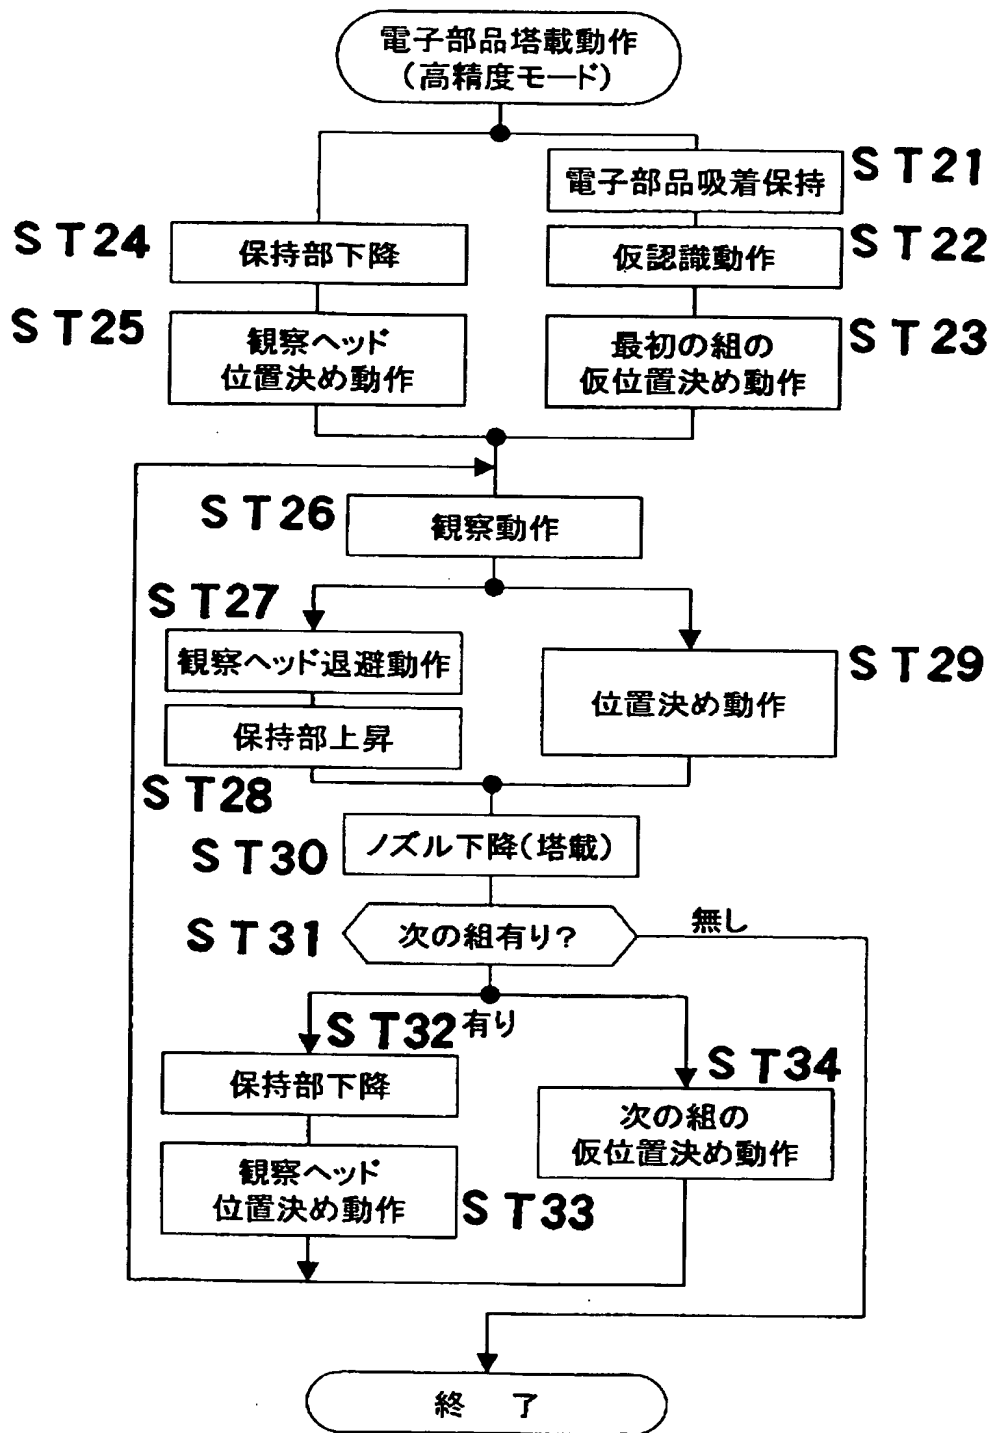 電子部品塔載動作
(高精度モード)
電子部品吸着保持
ST21
ST24
保持部下降
仮認識動作
ST22
ST25
観察ヘッド
位置決め動作
最初の組の
仮位置決め動作
ST23
ST26
観察動作
ST27
観察ヘッド退避動作
保持部上昇
ST28
位置決め動作
ST29
ST30
ノズル下降(塔載)
ST31
次の組有り?
無し
ST32
有り
保持部下降
ST34
次の組の
仮位置決め動作
観察ヘッド
位置決め動作
ST33
終 了